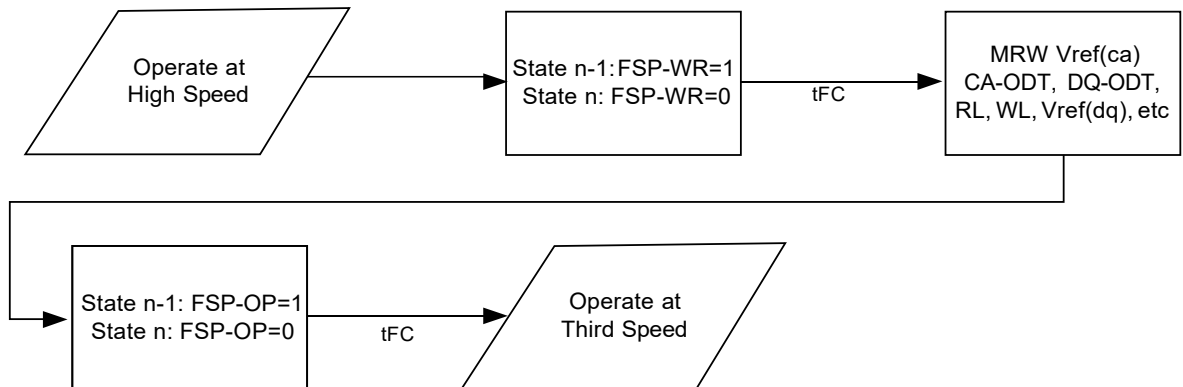 Operate at
High Speed
State n-1: FSP-WR=1
State n: FSP-WR=0
tFC
MRW Vref(ca)
CA-ODT, DQ-ODT,
RL, WL, Vref(dq), etc
State n-1: FSP-OP=1
State n: FSP-OP=0
tFC
Operate at
Third Speed